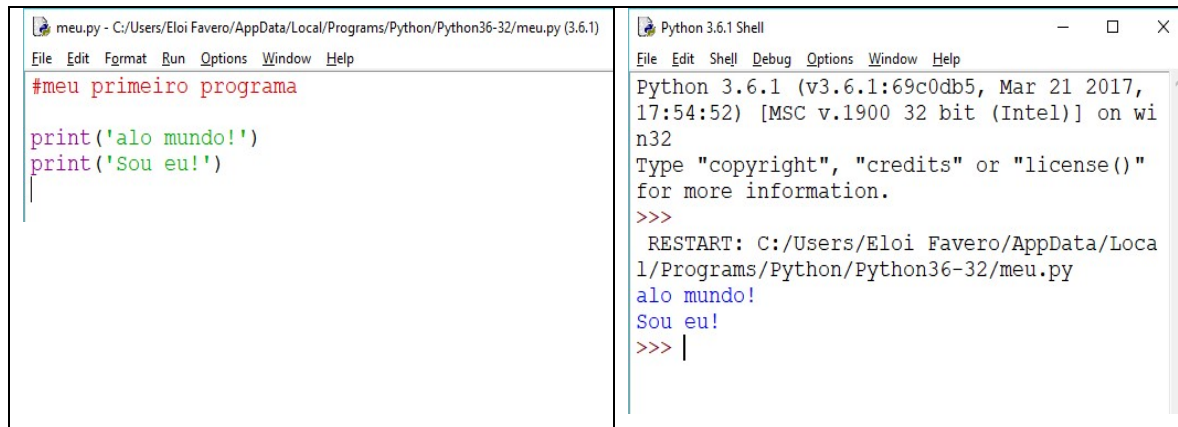 meu.py - C:/Users/Eloi Favero/AppData/Local/Programs/Python/Python36-32/meu.py (3.6.1)
File Edit Format Run Options Window Help
#meu primeiro programa
print('alo mundo!')
print('Sou eu!')
Python 3.6.1 Shell
File Edit Shell Debug Options Window Help
Python 3.6.1 (v3.6.1:69c0db5, Mar 21 2017,
17:54:52) [MSC v.1900 32 bit (Intel)] on wi
n32
Type "copyright", "credits" or "license()"
for more information.
>>>
RESTART: C:/Users/Eloi Favero/AppData/Loca
l/Programs/Python/Python36-32/meu.py
alo mundo!
Sou eu!
>>>